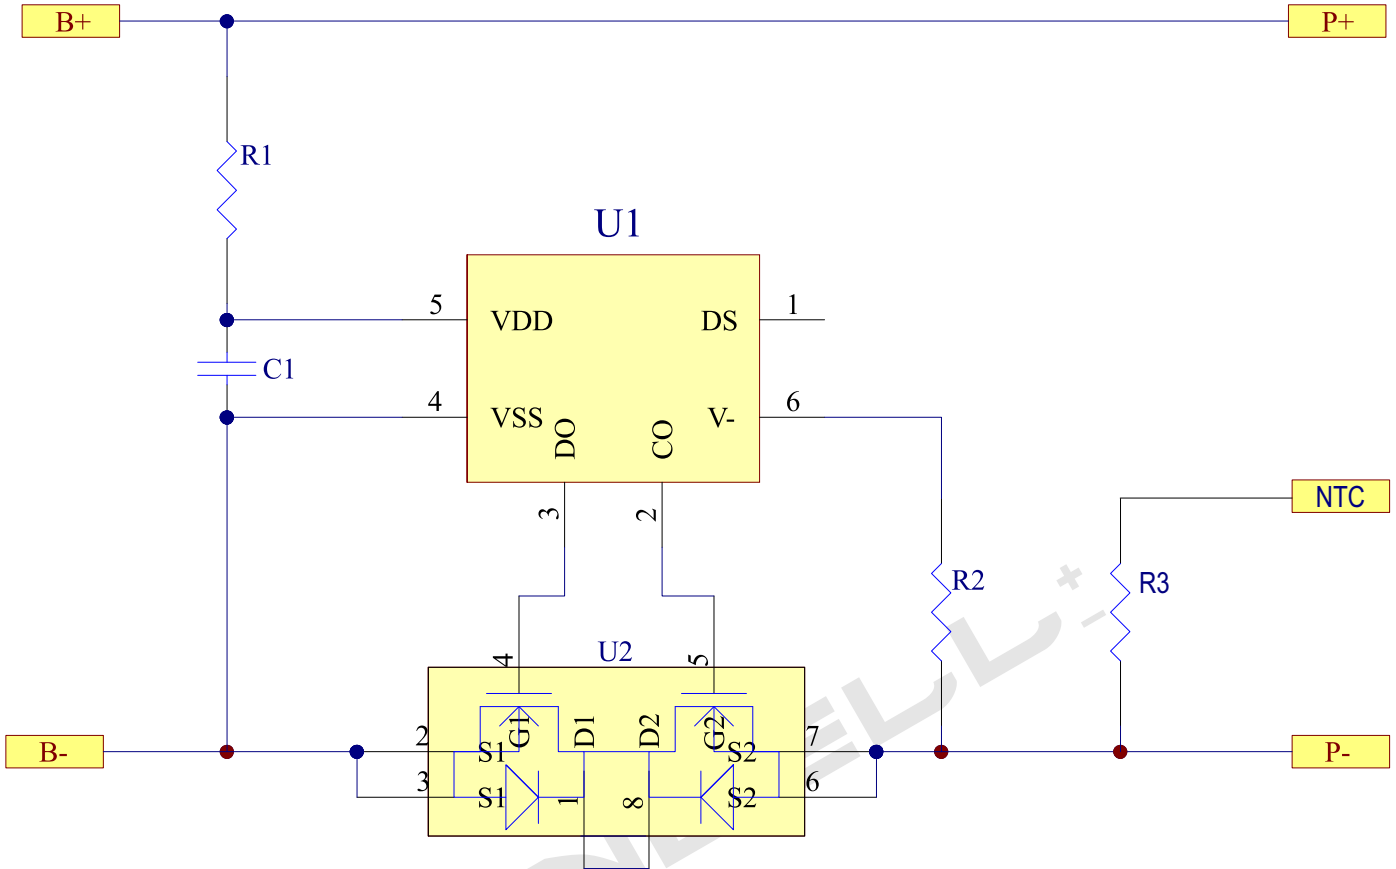 B+
P+
R1
U1
5
VDD
DS
1
C1
4
VSS
DO
CO
V-
6
3
2
NTC
R2
R3
U2
4
5
B-
2
S1
G1
D1
D2
G2
S2
7
P-
3
S1
1
8
S2
6